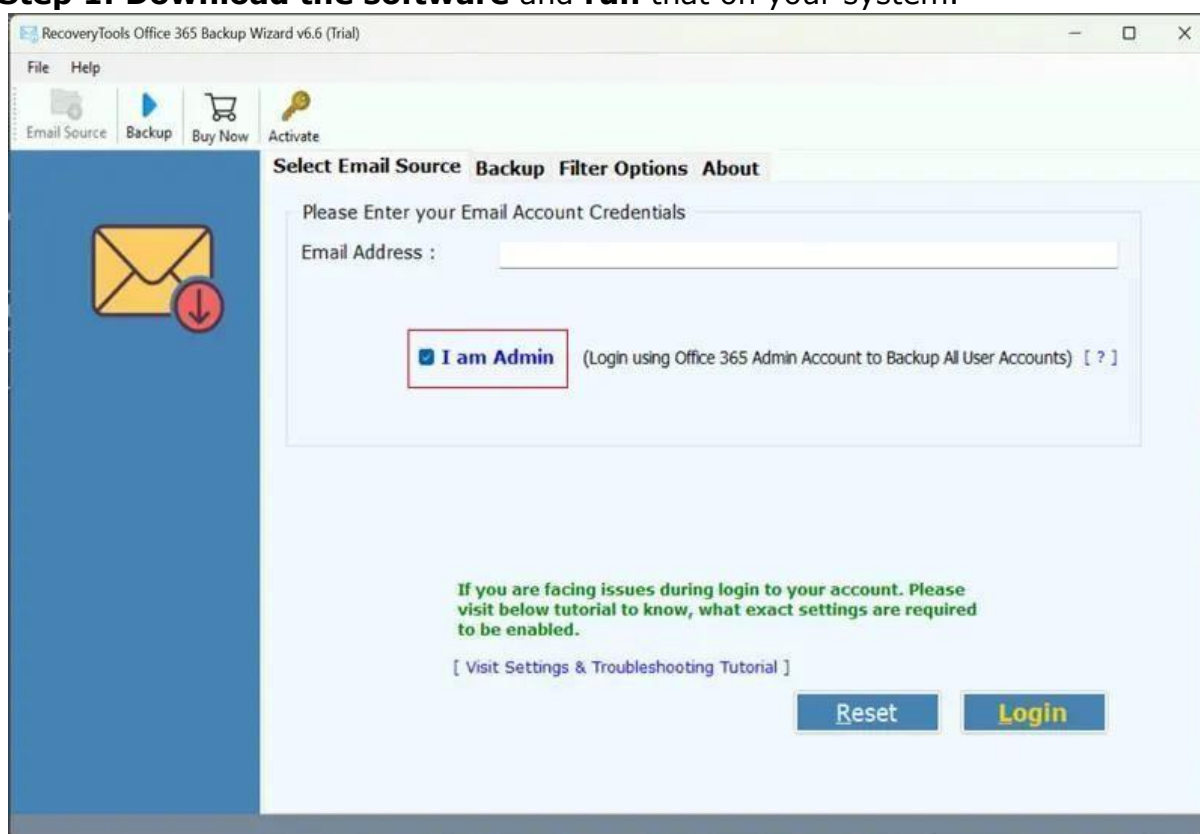 Step 1: Download the software and run that on your system.
RecoveryTools Office 365 Backup Wizard v6.6 (Trial)
File Help
Email Source Backup Buy Now Activate
Select Email Source Backup Filter Options About
Please Enter your Email Account Credentials
Email Address :
I am Admin (Login using Office 365 Admin Account to Backup All User Accounts) [ ? ]
If you are facing issues during login to your account. Please
visit below tutorial to know, what exact settings are required
to be enabled.
[ Visit Settings & Troubleshooting Tutorial ]
Reset Login